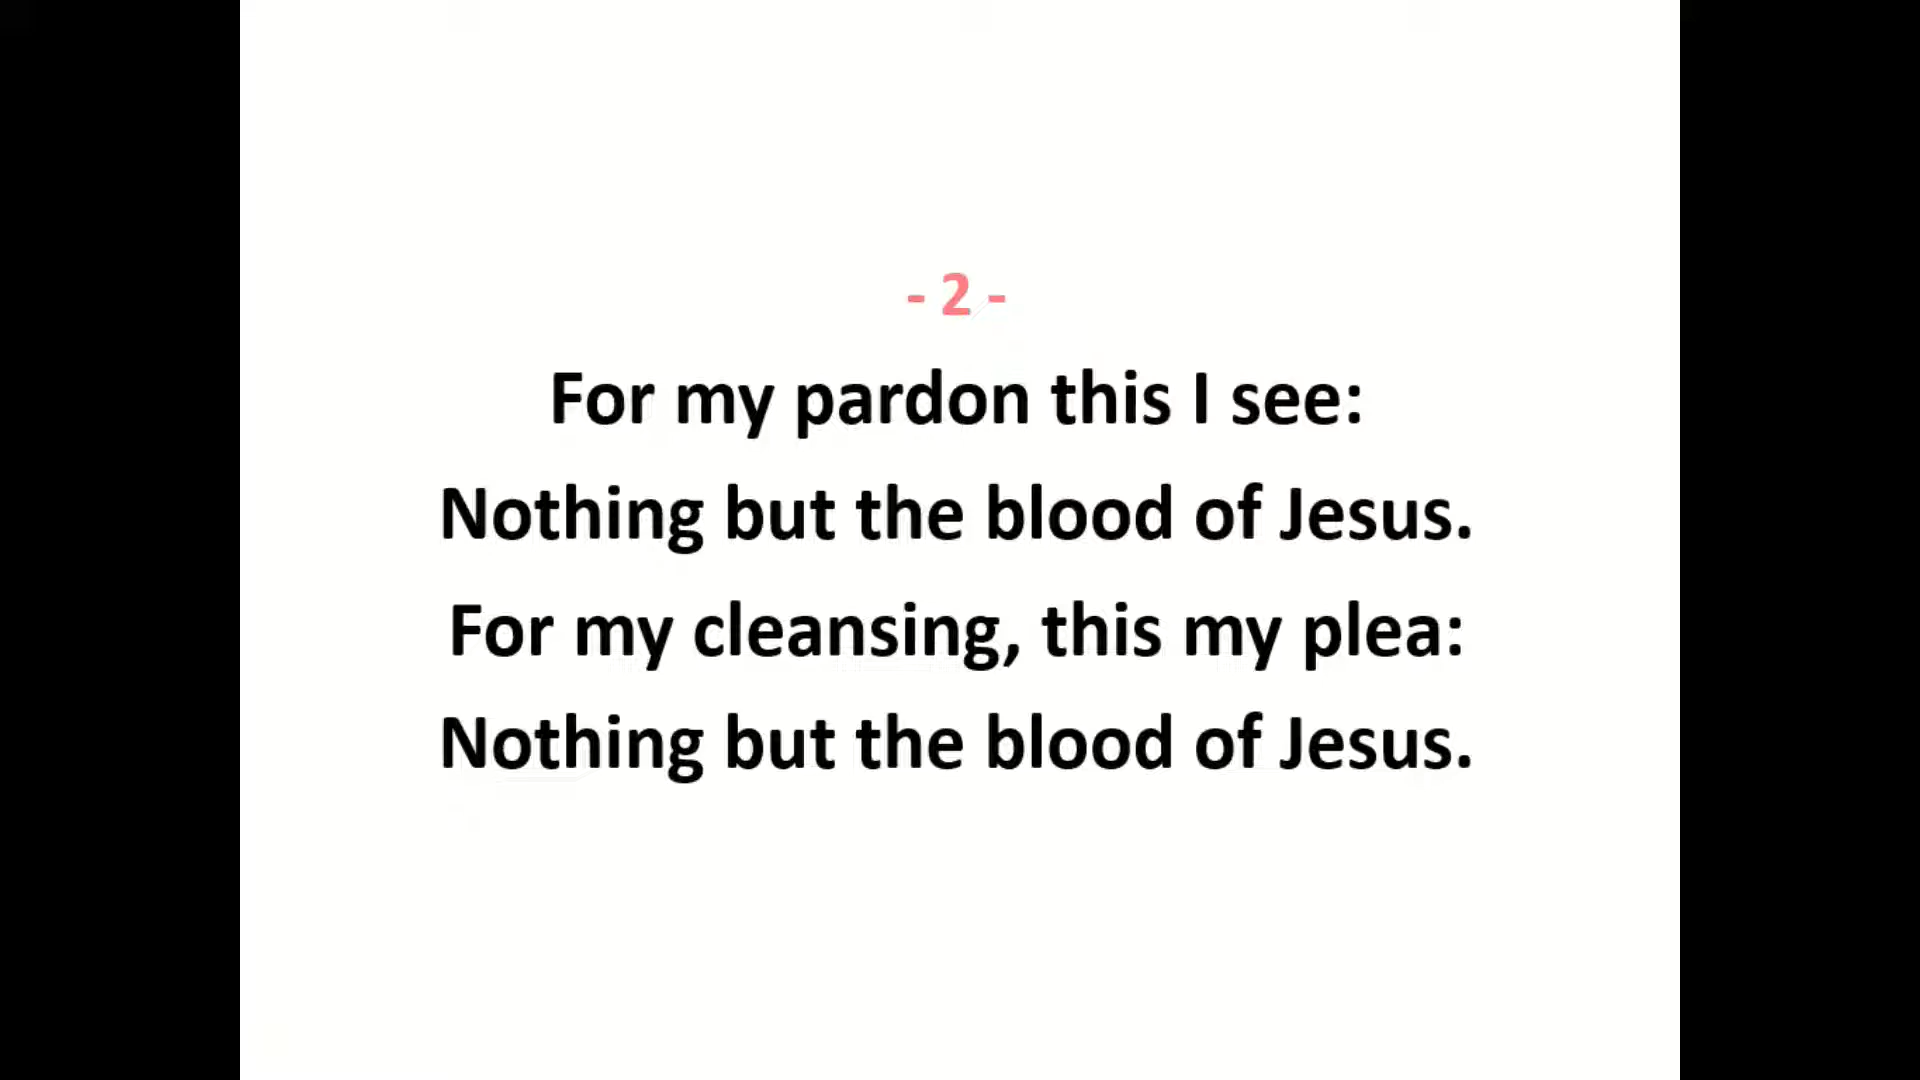 - 2 -
For my pardon this I see:
Nothing but the blood of Jesus.
For my cleansing, this my plea:
Nothing but the blood of Jesus.